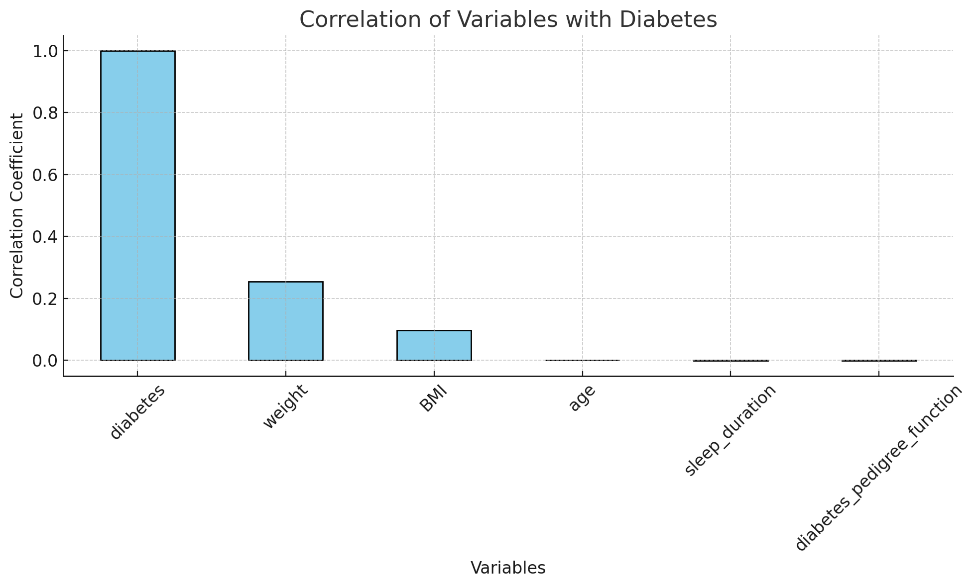 Correlation of Variables with Diabetes
Correlation Coefficient
1.0
0.8
0.6
0.4
0.2
0.0
diabetes
weight
BMI
age
sleep_duration
diabetes_pedigree_function
Variables